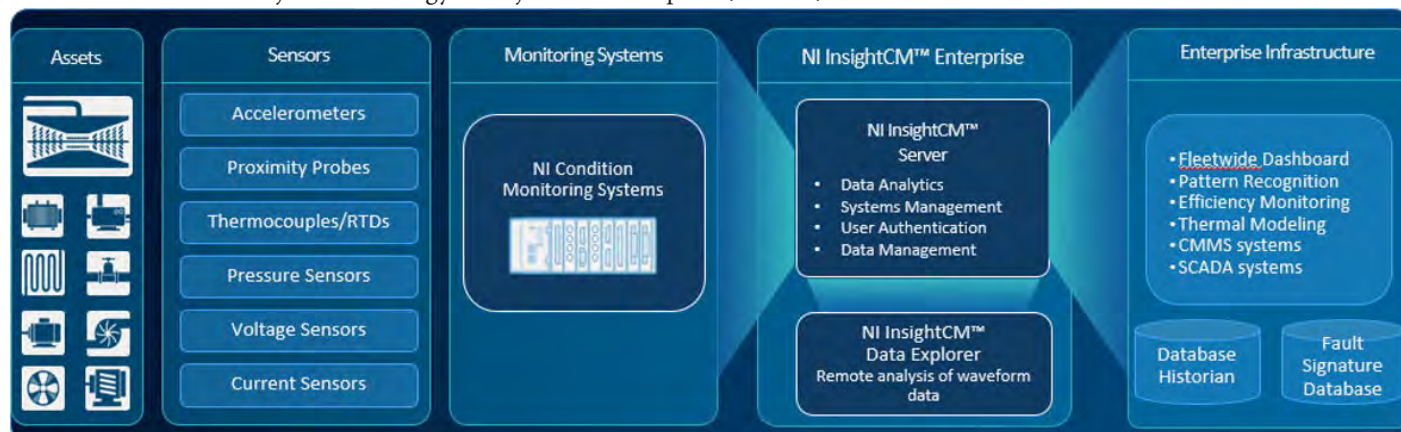 Assets
Sensors
Accelerometers
Proximity Probes
Thermocouples/RTDs
Pressure Sensors
Voltage Sensors
Current Sensors
Monitoring Systems
NI Condition
Monitoring Systems
NI InsightCM™ Enterprise
NI InsightCM™
Server
• Data Analytics
• Systems Management
• User Authentication
• Data Management
NI InsightCM™
Data Explorer
Remote analysis of waveform
data
Enterprise Infrastructure
• Fleetwide Dashboard
• Pattern Recognition
• Efficiency Monitoring
• Thermal Modeling
• CMMS systems
• SCADA systems
Database
Historian
Fault
Signature
Database